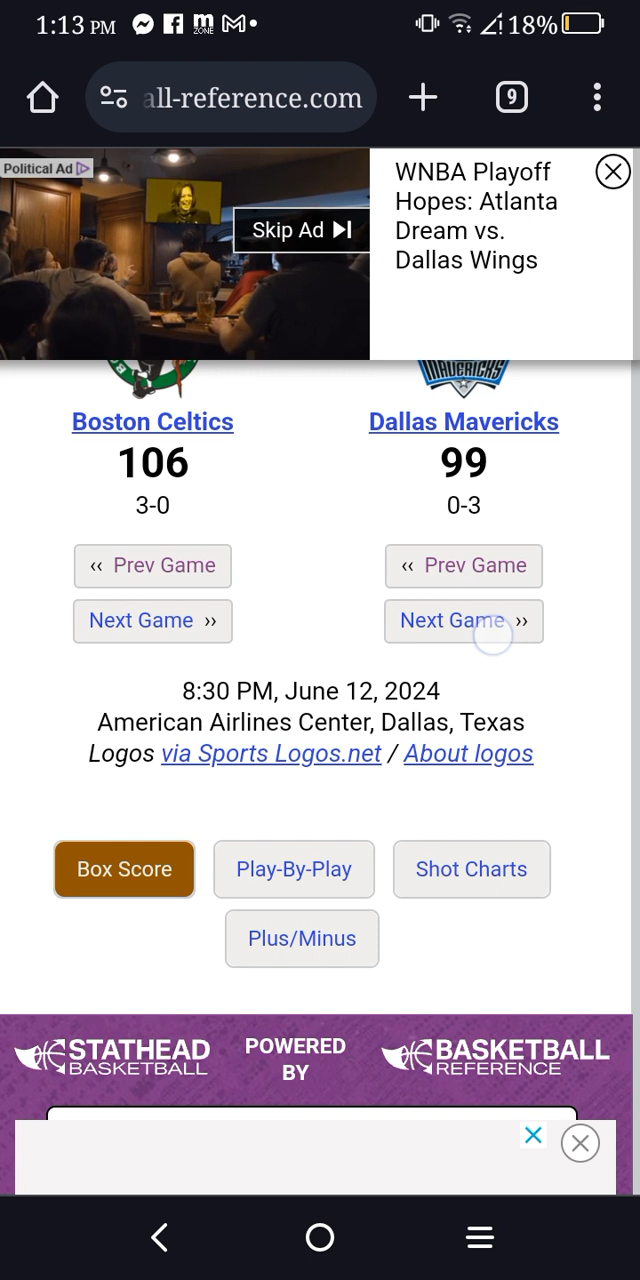 1:13 PM
m
ZONE
18%
all-reference.com
9
Political Ad
Skip Ad
WNBA Playoff
Hopes: Atlanta
Dream vs.
Dallas Wings
MAVERICKS
Boston Celtics
Dallas Mavericks
106
99
3-0
0-3
‹‹ Prev Game
‹‹ Prev Game
Next Game ››
Next Game ››
8:30 PM, June 12, 2024
American Airlines Center, Dallas, Texas
Logos via Sports Logos.net / About logos
Box Score
Play-By-Play
Shot Charts
Plus/Minus
STATHEAD
BASKETBALL
POWERED
BY
BASKETBALL
REFERENCE